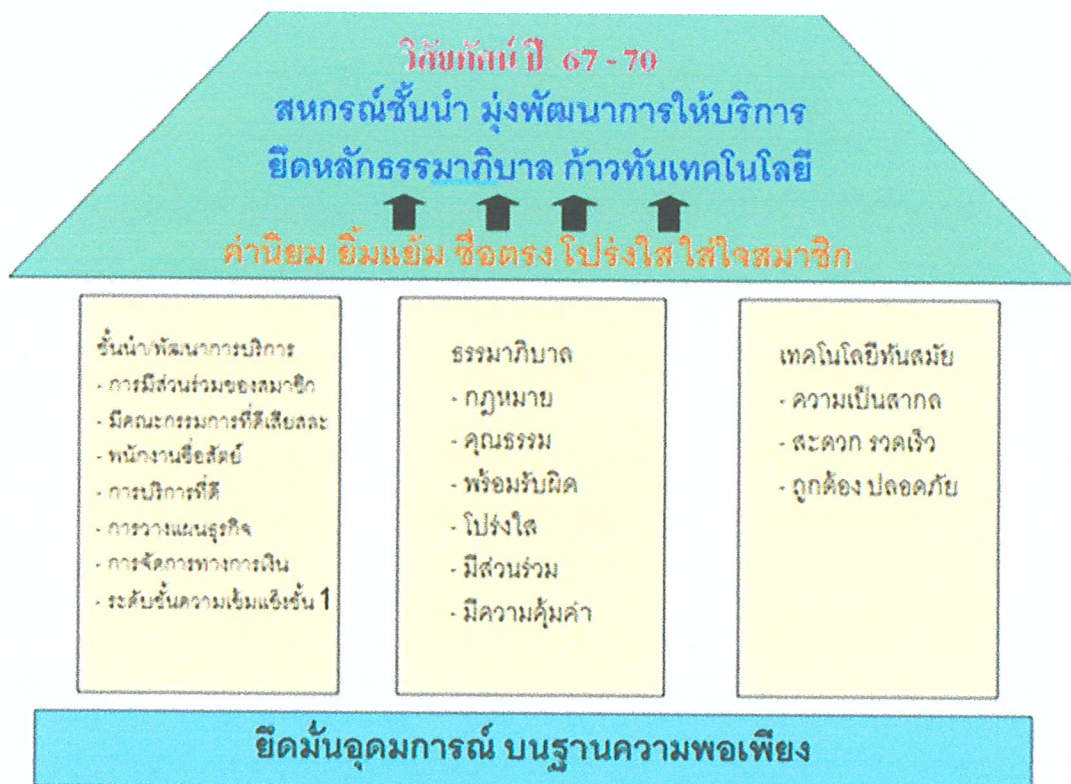 วิสัยทัศน์ ปี 67 - 70
สหกรณ์ชั้นนำ มุ่งพัฒนาการให้บริการ
ยึดหลักธรรมาภิบาล ก้าวทันเทคโนโลยี
ค่านิยม ยิ้มแย้ม ซื่อตรง โปร่งใส ใส่ใจสมาชิก
ชั้นนำ/พัฒนาการบริการ
- การมีส่วนร่วมของสมาชิก
- มีคณะกรรมการที่ดีเสียสละ
- พนักงานซื่อสัตย์
- การบริการที่ดี
- การวางแผนธุรกิจ
- การจัดการทางการเงิน
- ระดับชั้นความเข้มแข็งชั้น 1
ธรรมาภิบาล
- กฎหมาย
- คุณธรรม
- พร้อมรับผิด
- โปร่งใส
- มีส่วนร่วม
- มีความคุ้มค่า
เทคโนโลยีทันสมัย
- ความเป็นสากล
- สะดวก รวดเร็ว
- ถูกต้อง ปลอดภัย
ยึดมั่นอุดมการณ์ บนฐานความพอเพียง